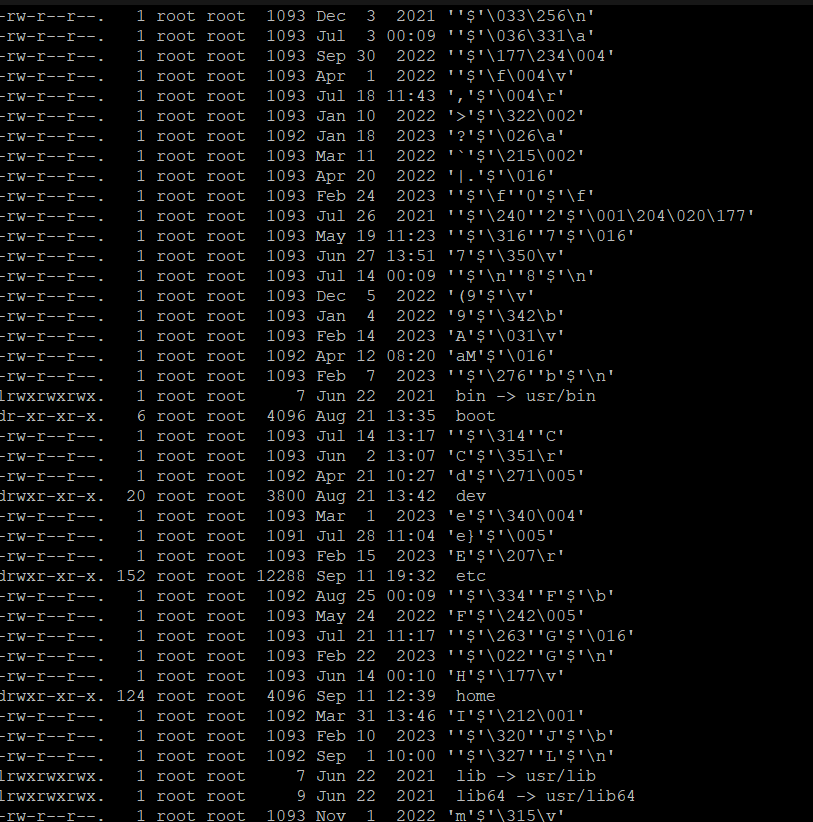 -rw-r--r--.   1 root root  1093 Dec  3  2021 ''$'\033\256\n'
-rw-r--r--.   1 root root  1093 Jul  3 00:09 ''$'\036\331\a'
-rw-r--r--.   1 root root  1093 Sep 30  2022 ''$'\177\234\004'
-rw-r--r--.   1 root root  1093 Apr  1  2022 ''$'\f\004\v'
-rw-r--r--.   1 root root  1093 Jul 18 11:43 ','$'\004\r'
-rw-r--r--.   1 root root  1093 Jan 10  2022 '>'$'\322\002'
-rw-r--r--.   1 root root  1092 Jan 18  2023 '?'$'\026\a'
-rw-r--r--.   1 root root  1093 Mar 11  2022 '`'$'\215\002'
-rw-r--r--.   1 root root  1093 Apr 20  2022 '|.'$'\016'
-rw-r--r--.   1 root root  1093 Feb 24  2023 ''$'\f''0'$'\f'
-rw-r--r--.   1 root root  1093 Jul 26  2021 ''$'\240''2'$'\001\204\020\177'
-rw-r--r--.   1 root root  1093 May 19 11:23 ''$'\316''7'$'\016'
-rw-r--r--.   1 root root  1093 Jun 27 13:51 '7'$'\350\v'
-rw-r--r--.   1 root root  1093 Jul 14 00:09 ''$'\n''8'$'\n'
-rw-r--r--.   1 root root  1093 Dec  5  2022 '(9'$'\v'
-rw-r--r--.   1 root root  1093 Jan  4  2022 '9'$'\342\b'
-rw-r--r--.   1 root root  1093 Feb 14  2023 'A'$'\031\v'
-rw-r--r--.   1 root root  1092 Apr 12 08:20 'aM'$'\016'
-rw-r--r--.   1 root root  1093 Feb  7  2023 ''$'\276''b'$'\n'
lrwxrwxrwx.   1 root root     7 Jun 22  2021  bin -> usr/bin
dr-xr-xr-x.   6 root root  4096 Aug 21 13:35  boot
-rw-r--r--.   1 root root  1093 Jul 14 13:17 ''$'\314''C'
-rw-r--r--.   1 root root  1093 Jun  2 13:07 'C'$'\351\r'
-rw-r--r--.   1 root root  1092 Apr 21 10:27 'd'$'\271\005'
drwxr-xr-x.  20 root root  3800 Aug 21 13:42  dev
-rw-r--r--.   1 root root  1093 Mar  1  2023 'e'$'\340\004'
-rw-r--r--.   1 root root  1091 Jul 28 11:04 'e}'$'\005'
-rw-r--r--.   1 root root  1093 Feb 15  2023 'E'$'\207\r'
drwxr-xr-x. 152 root root 12288 Sep 11 19:32  etc
-rw-r--r--.   1 root root  1092 Aug 25 00:09 ''$'\334''F'$'\b'
-rw-r--r--.   1 root root  1093 May 24  2022 'F'$'\242\005'
-rw-r--r--.   1 root root  1093 Jul 21 11:17 ''$'\263''G'$'\016'
-rw-r--r--.   1 root root  1093 Feb 22  2023 ''$'\022''G'$'\n'
-rw-r--r--.   1 root root  1093 Jun 14 00:10 'H'$'\177\v'
drwxr-xr-x. 124 root root  4096 Sep 11 12:39  home
-rw-r--r--.   1 root root  1092 Mar 31 13:46 'I'$'\212\001'
-rw-r--r--.   1 root root  1093 Feb 10  2023 ''$'\320''J'$'\b'
-rw-r--r--.   1 root root  1092 Sep  1 10:00 ''$'\327''L'$'\n'
lrwxrwxrwx.   1 root root     7 Jun 22  2021  lib -> usr/lib
lrwxrwxrwx.   1 root root     9 Jun 22  2021  lib64 -> usr/lib64
-rw-r--r--.   1 root root  1093 Nov  1  2022 'm'$'\315\v'